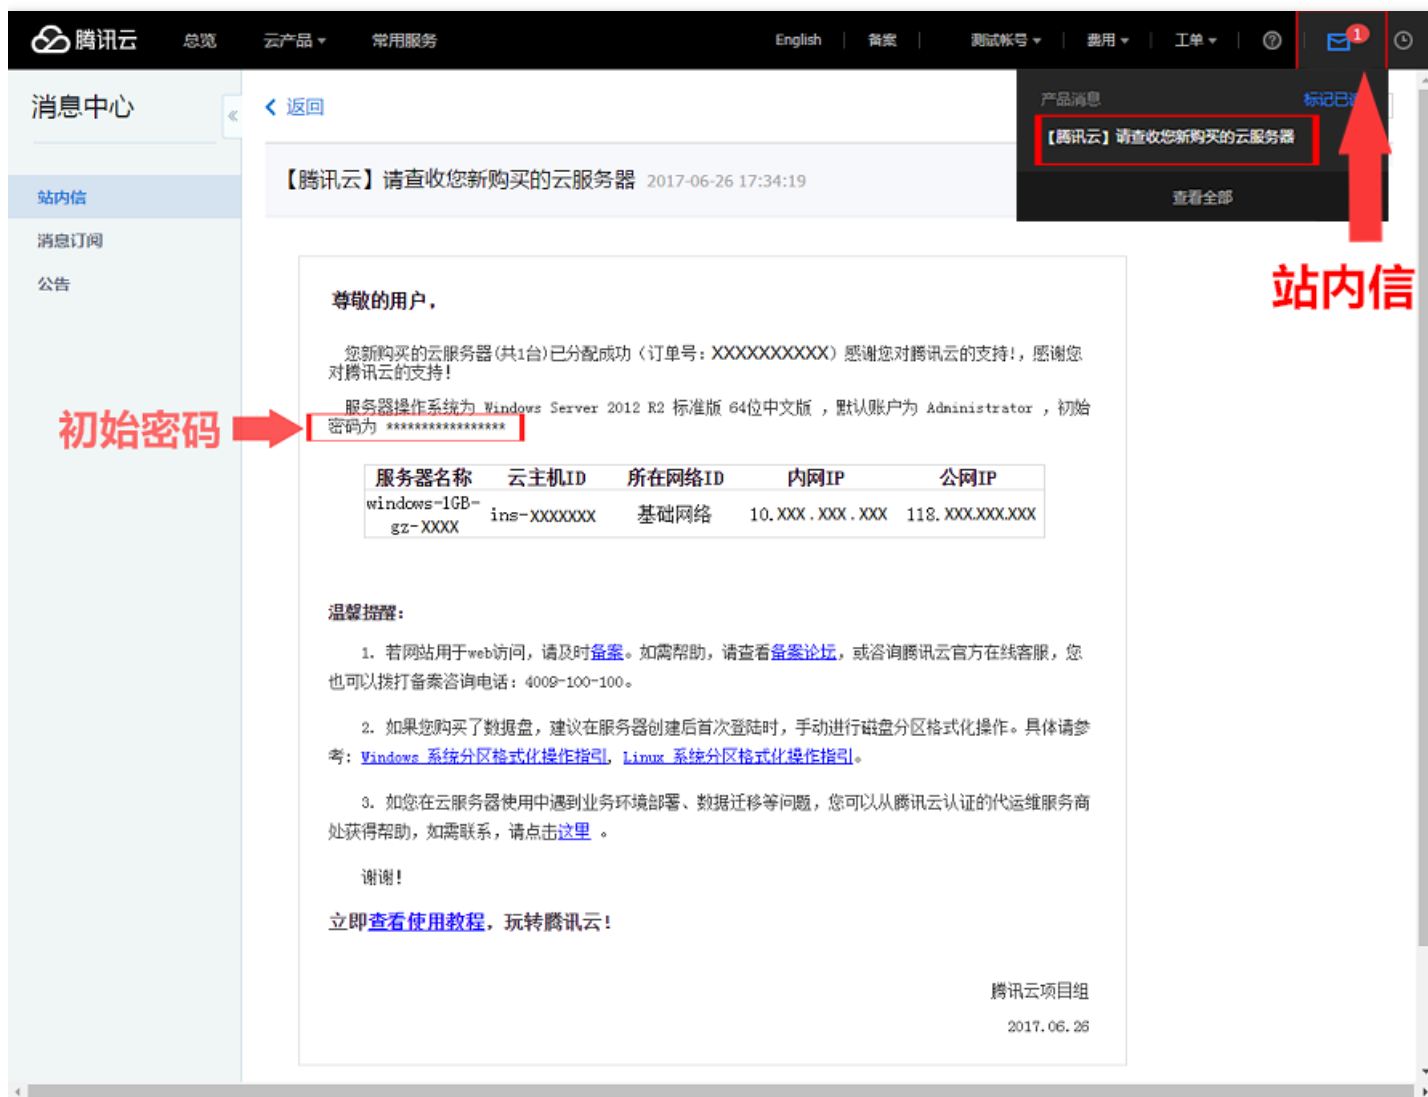 腾讯云 总览 云产品 常用服务 English 备案 测试帐号 费用 工单 1
消息中心
«
返回
产品消息 标记已
【腾讯云】请查收您新购买的云服务器
查看全部
【腾讯云】请查收您新购买的云服务器 2017-06-26 17:34:19
站内信
消息订阅
公告
站内信
尊敬的用户，
您新购买的云服务器(共1台)已分配成功（订单号：XXXXXXXXXX）感谢您对腾讯云的支持!，感谢您
对腾讯云的支持!
服务器操作系统为 Windows Server 2012 R2 标准版 64位中文版 ，默认账户为 Administrator ，初始
密码为 *****************
初始密码
服务器名称 云主机ID 所在网络ID 内网IP 公网IP
windows-1GB-
gz-XXXX ins-XXXXXXX 基础网络 10.XXX.XXX.XXX 118.XXX.XXX.XXX
温馨提醒：
1. 若网站用于web访问，请及时备案。如需帮助，请查看备案论坛，或咨询腾讯云官方在线客服，您
也可以拨打备案咨询电话：4009-100-100。
2. 如果您购买了数据盘，建议在服务器创建后首次登陆时，手动进行磁盘分区格式化操作。具体请参
考：Windows 系统分区格式化操作指引，Linux 系统分区格式化操作指引。
3. 如您在云服务器使用中遇到业务环境部署、数据迁移等问题，您可以从腾讯云认证的代运维服务商
处获得帮助，如需联系，请点击这里 。
谢谢!
立即查看使用教程，玩转腾讯云!
腾讯云项目组
2017.06.26